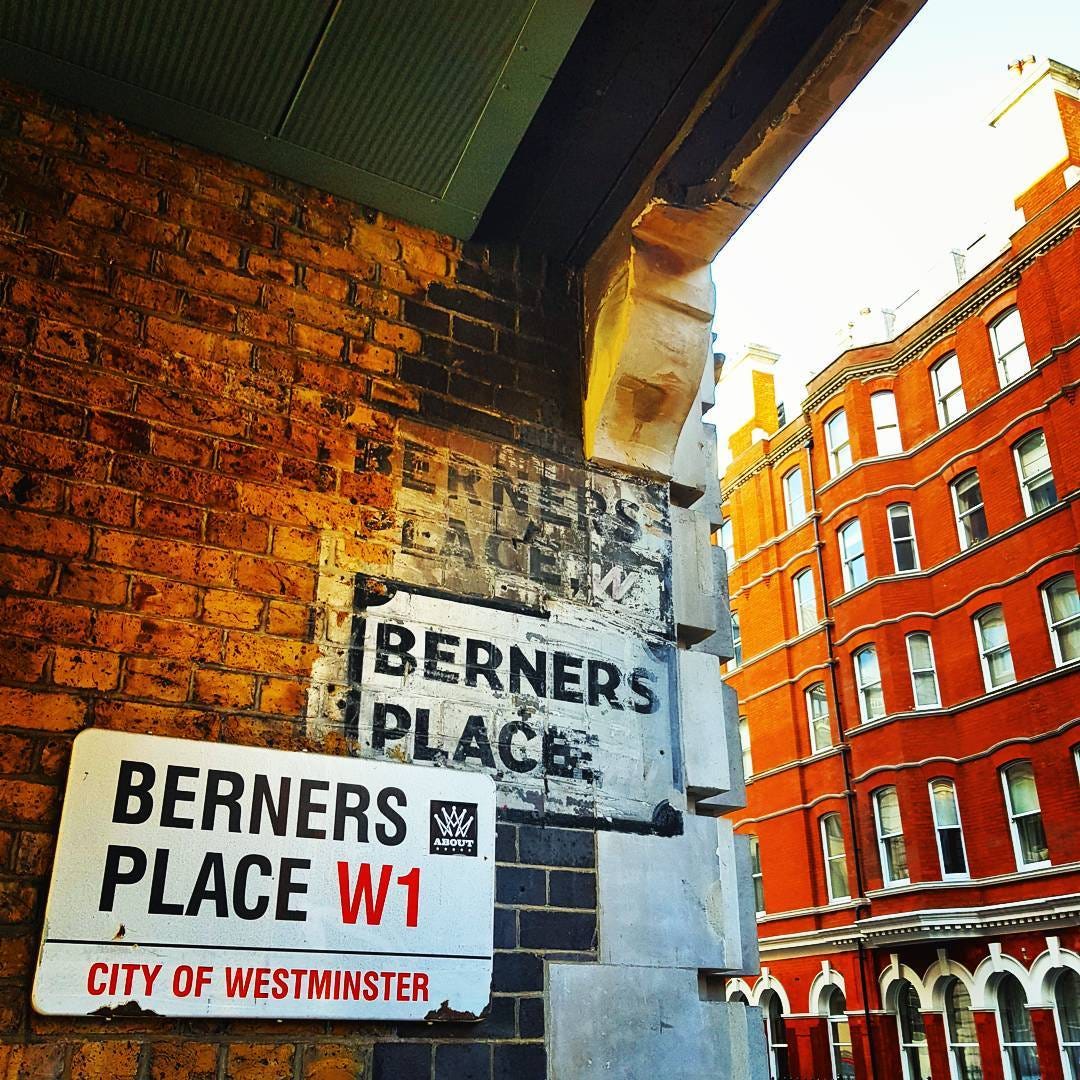 BERNERS
PLACE, W
BERNERS
PLACE.
BERNERS
PLACE W1
ABOUT
CITY OF WESTMINSTER